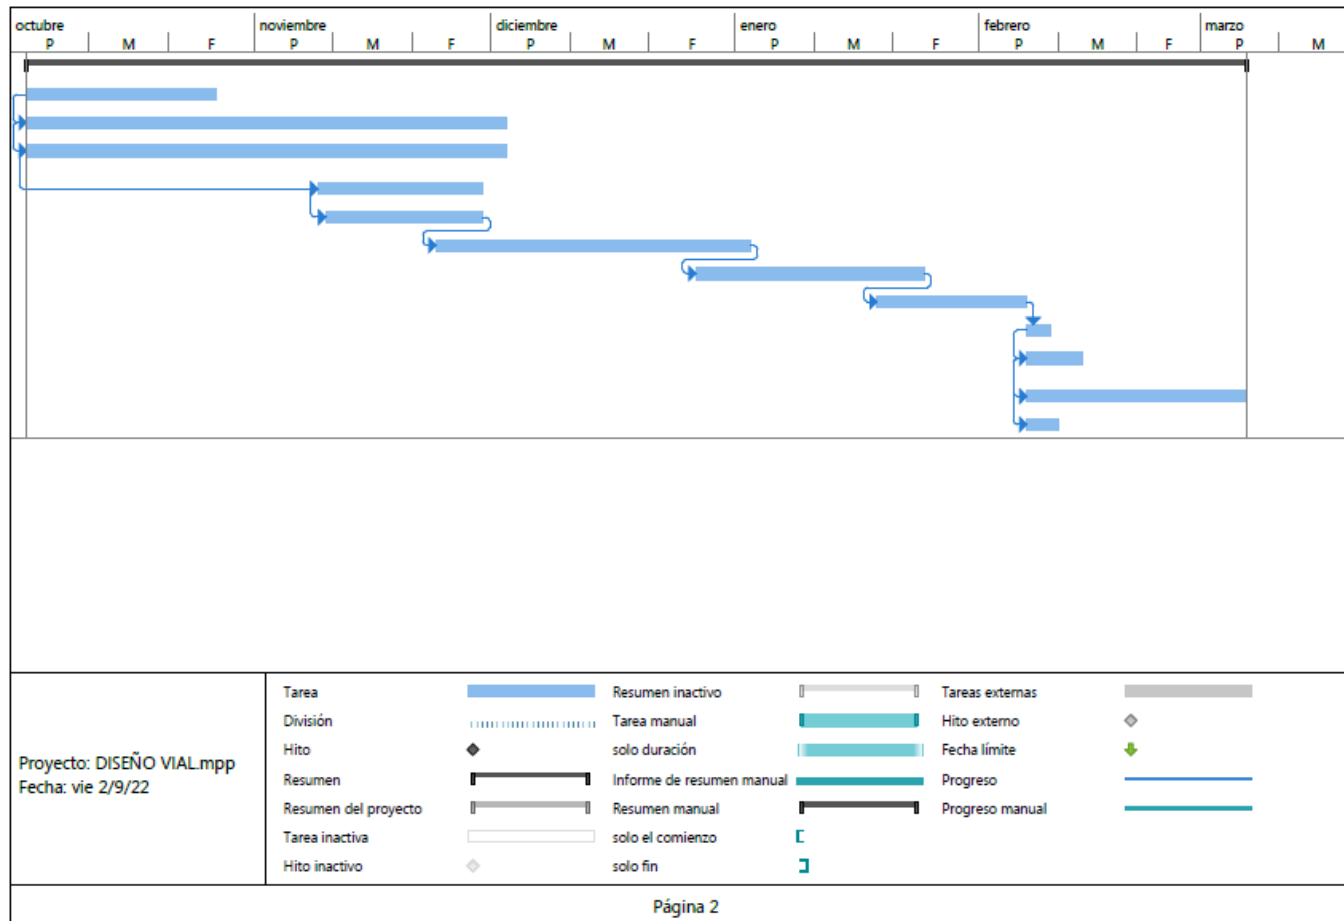 octubre noviembre diciembre enero febrero marzo
P M F P M F P M F P M F P M F P M
Proyecto: DISEÑO VIAL.mpp
Fecha: vie 2/9/22
Tarea Resumen inactivo Tareas externas
División Tarea manual Hito externo
Hito solo duración Fecha límite
Resumen Informe de resumen manual Progreso
Resumen del proyecto Resumen manual Progreso manual
Tarea inactiva solo el comienzo
Hito inactivo solo fin
Página 2